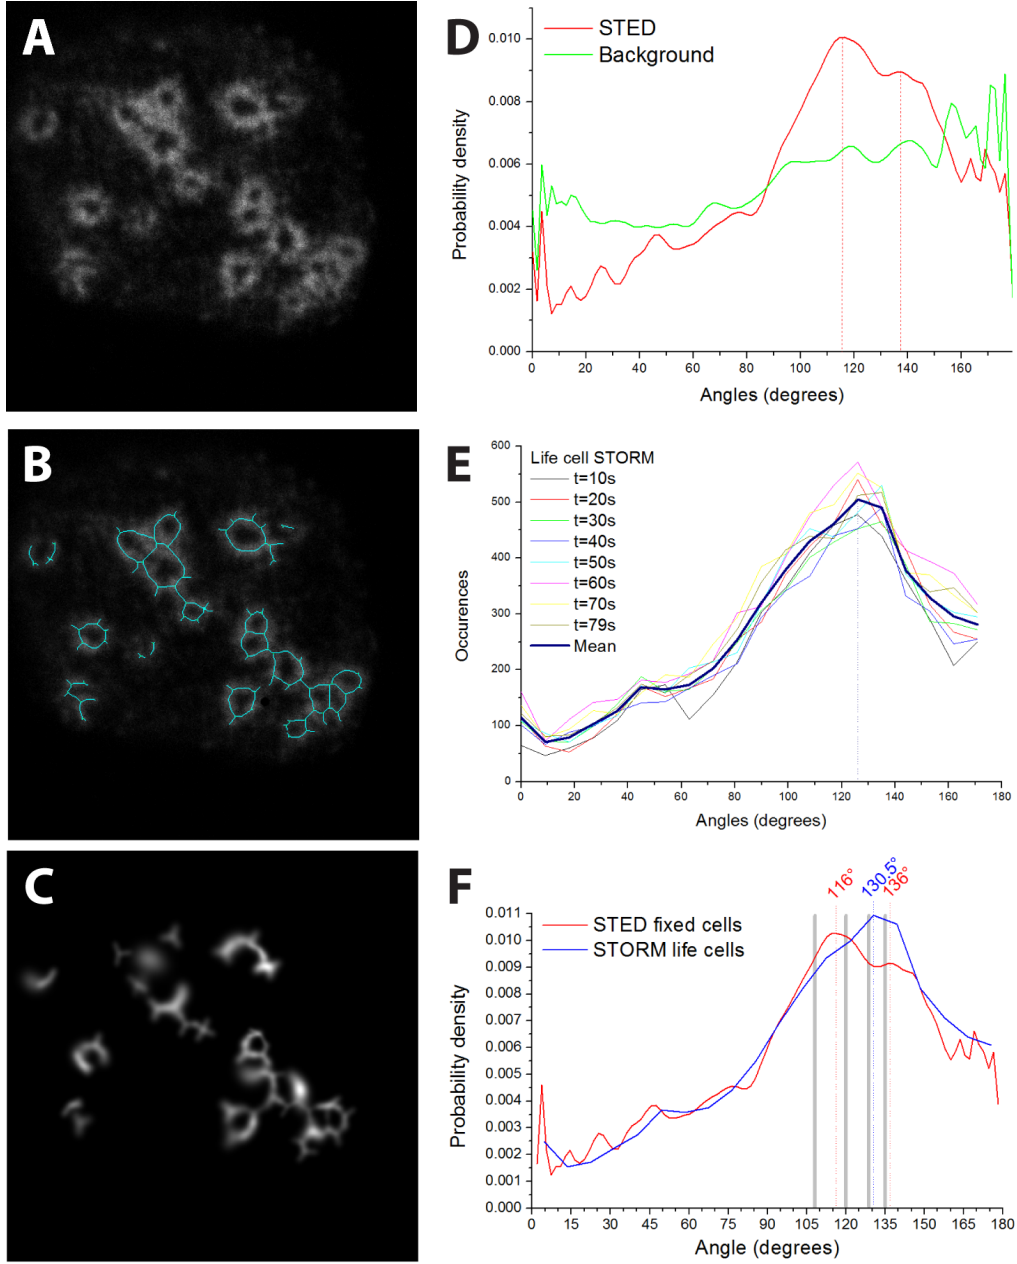 A
D
STED
Background
0.010
0.008
0.006
0.004
0.002
0.000
Probability density
0 20 40 60 80 100 120 140 160
Angles (degrees)
B
E
Life cell STORM
t=10s
t=20s
t=30s
t=40s
t=50s
t=60s
t=70s
t=79s
Mean
600
500
400
300
200
100
0
Occurences
0 20 40 60 80 100 120 140 160 180
Angles (degrees)
C
F
116°
130.5°
136°
STED fixed cells
STORM life cells
0.011
0.010
0.009
0.008
0.007
0.006
0.005
0.004
0.003
0.002
0.001
0.000
Probability density
0 15 30 45 60 75 90 105 120 135 150 165 180
Angle (degrees)